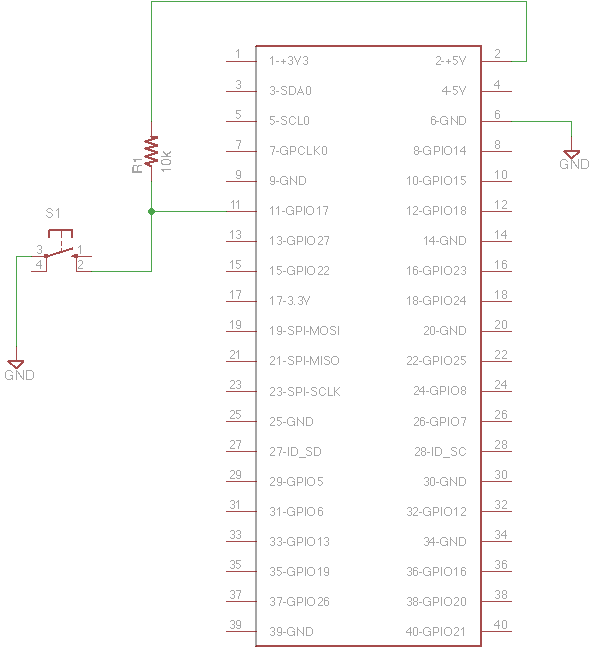 1 1-+3V3 2-+5V 2
3 3-SDA0 4-5V 4
5 5-SCL0 6-GND 6
R1 10k 7 7-GPCLK0 8-GPIO14 8 GND
9 9-GND 10-GPIO15 10
S1 11 11-GPIO17 12-GPIO18 12
3 1 13 13-GPIO27 14-GND 14
4 2 15 15-GPIO22 16-GPIO23 16
17 17-3.3V 18-GPIO24 18
19 19-SPI-MOSI 20-GND 20
21 21-SPI-MISO 22-GPIO25 22
GND
23 23-SPI-SCLK 24-GPIO8 24
25 25-GND 26-GPIO7 26
27 27-ID_SD 28-ID_SC 28
29 29-GPIO5 30-GND 30
31 31-GPIO6 32-GPIO12 32
33 33-GPIO13 34-GND 34
35 35-GPIO19 36-GPIO16 36
37 37-GPIO26 38-GPIO20 38
39 39-GND 40-GPIO21 40